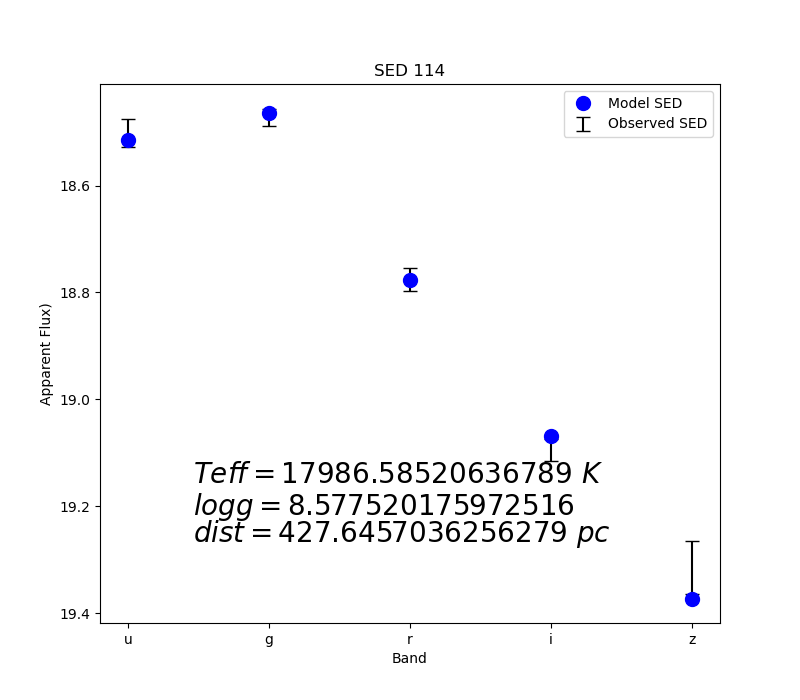 SED 114
Model SED
Observed SED
18.6
18.8
19.0
19.2
19.4
Apparent Flux)
Teff = 17986.58520636789 K
logg = 8.577520175972516
dist = 427.6457036256279 pc
u g r i z
Band